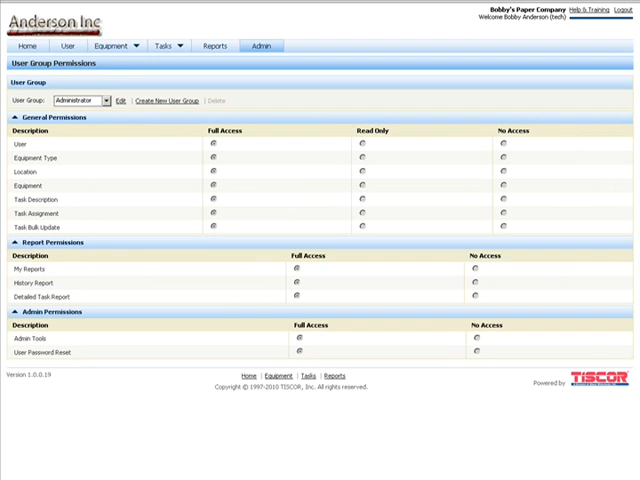 Anderson Inc
Bobby's Paper Company Help & Training Logout
Welcome Bobby Anderson (tech)
Home User Equipment Tasks Reports Admin
User Group Permissions
User Group
User Group: Administrator Edit | Create New User Group | Delete
General Permissions
Description Full Access Read Only No Access
User
Equipment Type
Location
Equipment
Task Description
Task Assignment
Task Bulk Update
Report Permissions
Description Full Access No Access
My Reports
History Report
Detailed Task Report
Admin Permissions
Description Full Access No Access
Admin Tools
User Password Reset
Version 1.0.0.19
Home | Equipment | Tasks | Reports
Copyright © 1997-2010 TISCOR, Inc. All rights reserved.
Powered by TISCOR